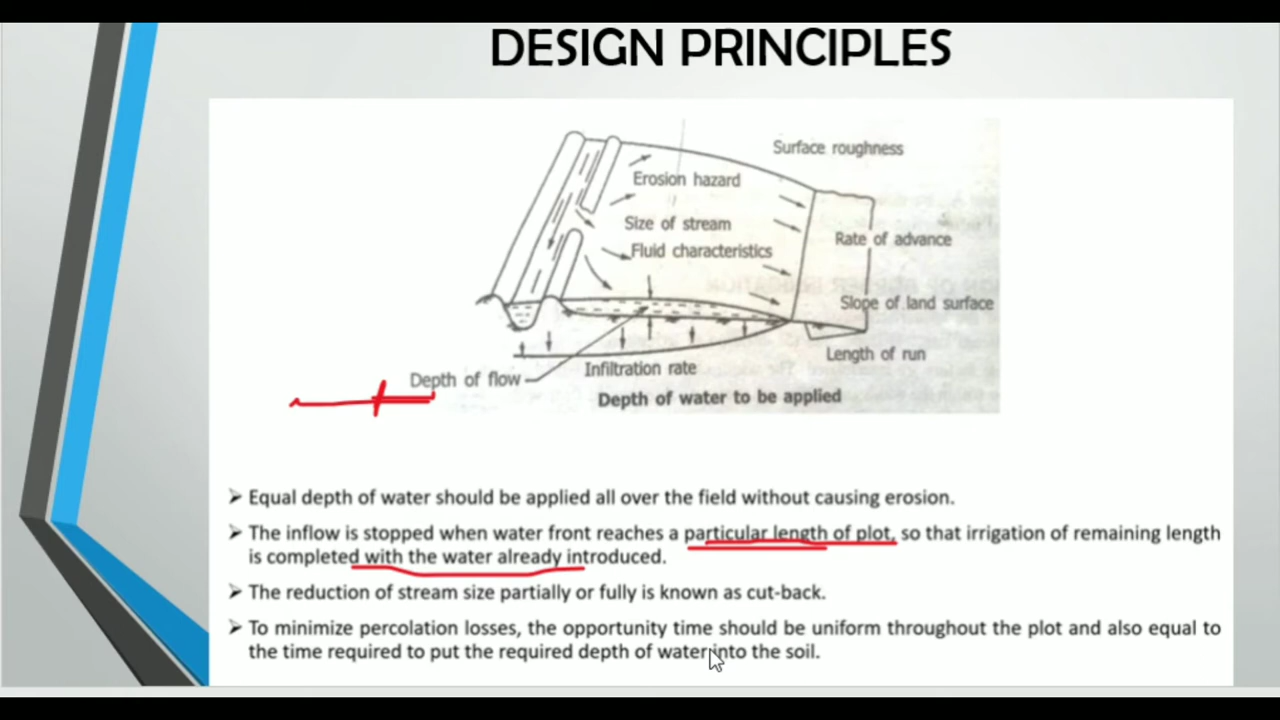 DESIGN PRINCIPLES
Surface roughness
Erosion hazard
Size of stream
Fluid characteristics
Rate of advance
Slope of land surface
Length of run
Infiltration rate
Depth of flow
Depth of water to be applied
➢ Equal depth of water should be applied all over the field without causing erosion.
➢ The inflow is stopped when water front reaches a particular length of plot, so that irrigation of remaining length
is completed with the water already introduced.
➢ The reduction of stream size partially or fully is known as cut-back.
➢ To minimize percolation losses, the opportunity time should be uniform throughout the plot and also equal to
the time required to put the required depth of water into the soil.